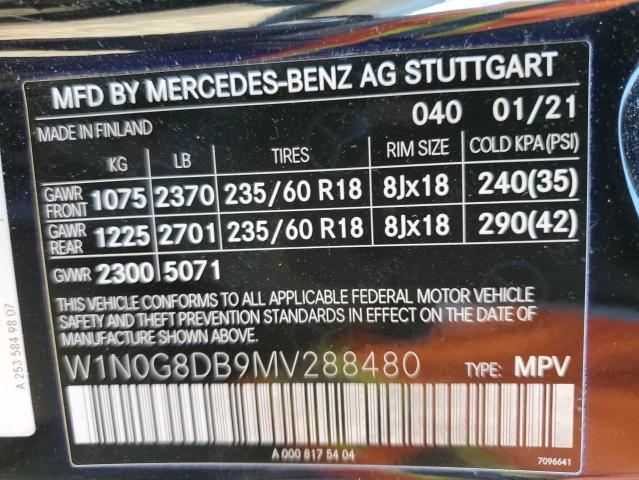 MFD BY MERCEDES-BENZ AG STUTTGART
040 01/21
MADE IN FINLAND
KG LB TIRES RIM SIZE COLD KPA(PSI)
GAWR FRONT 1075 2370 235/60 R18 8Jx18 240(35)
GAWR REAR 1225 2701 235/60 R18 8Jx18 290(42)
GVWR 2300 5071
THIS VEHICLE CONFORMS TO ALL APPLICABLE FEDERAL MOTOR VEHICLE
SAFETY AND THEFT PREVENTION STANDARDS IN EFFECT ON THE DATE OF
MANUFACTURE SHOWN ABOVE.
W1N0G8DB9MV288480 TYPE: MPV
A 000 817 54 04
7096641
A 253 584 98 07